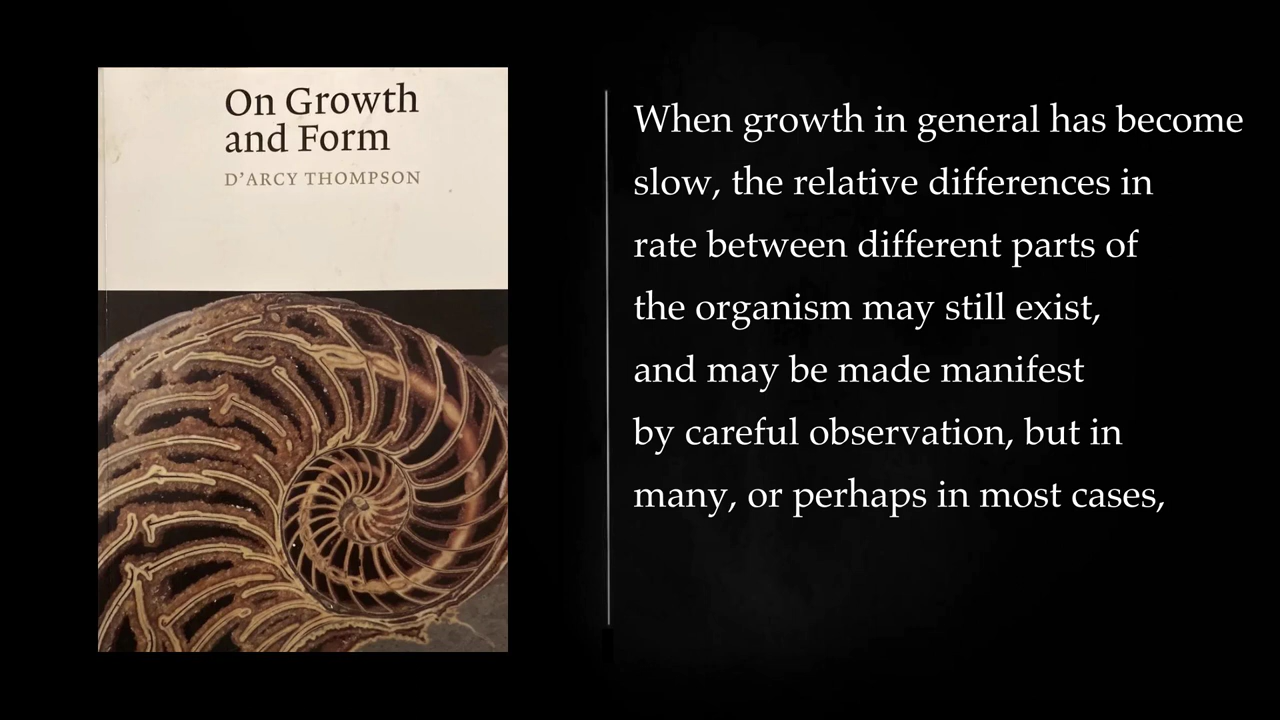 On Growth
and Form
D'ARCY THOMPSON
When growth in general has become
slow, the relative differences in
rate between different parts of
the organism may still exist,
and may be made manifest
by careful observation, but in
many, or perhaps in most cases,